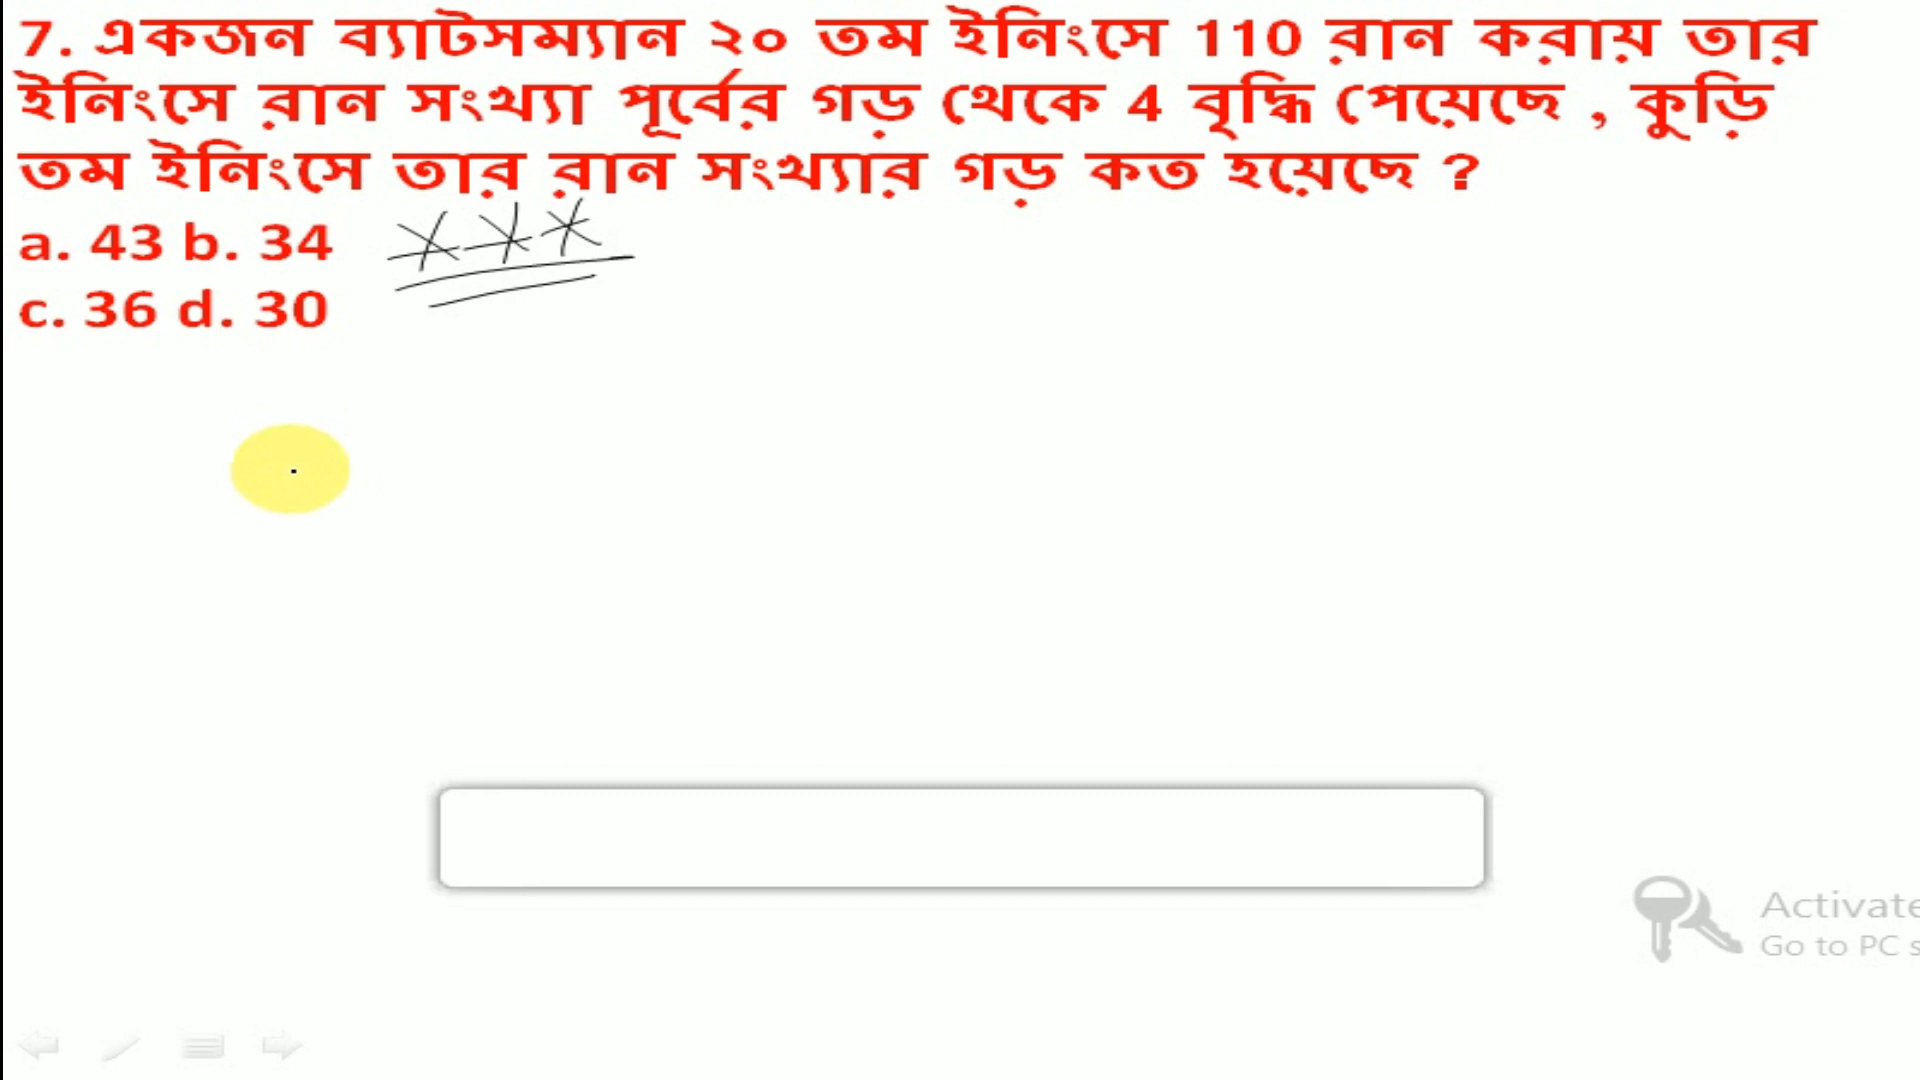 7. একজন ব্যাটসম্যান ২০ তম ইনিংসে 110 রান করায় তার
ইনিংসে রান সংখ্যা পূর্বের গড় থেকে 4 বৃদ্ধি পেয়েছে , কুড়ি
তম ইনিংসে তার রান সংখ্যার গড় কত হয়েছে ?
a. 43 b. 34
c. 36 d. 30
Activate
Go to PC s